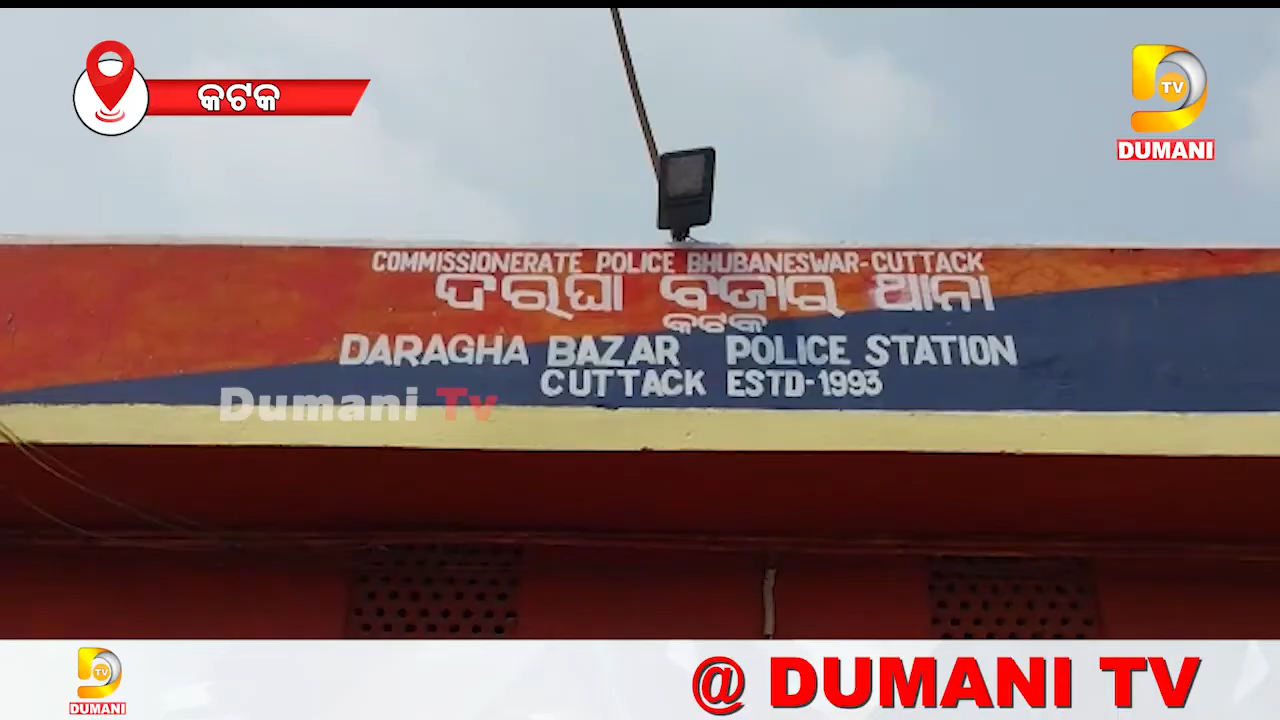 କଟକ
TV
DUMANI
COMMISSIONERATE POLICE BHUBANESWAR-CUTTACK
ଦରଘା ବଜାର ଥାନା
କଟକ
DARAGHA BAZAR POLICE STATION
CUTTACK ESTD-1993
Dumani Tv
TV
DUMANI
@ DUMANI TV